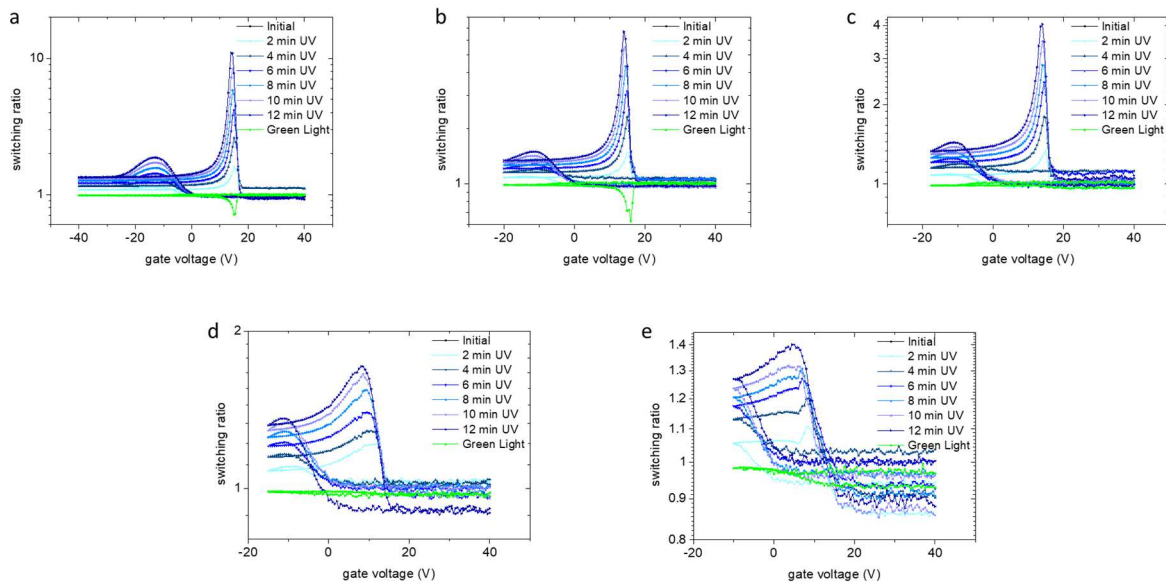 a
10
1
switching ratio
-40
-20
0
20
40
gate voltage (V)
Initial
2 min UV
4 min UV
6 min UV
8 min UV
10 min UV
12 min UV
Green Light
b
1
switching ratio
-20
0
20
40
gate voltage (V)
Initial
2 min UV
4 min UV
6 min UV
8 min UV
10 min UV
12 min UV
Green Light
c
4
3
2
1
switching ratio
-20
0
20
40
gate voltage (V)
Initial
2 min UV
4 min UV
6 min UV
8 min UV
10 min UV
12 min UV
Green Light
d
2
1
switching ratio
-20
0
20
40
gate voltage (V)
Initial
2 min UV
4 min UV
6 min UV
8 min UV
10 min UV
12 min UV
Green Light
e
1.4
1.3
1.2
1.1
1
0.9
0.8
switching ratio
-20
0
20
40
gate voltage (V)
Initial
2 min UV
4 min UV
6 min UV
8 min UV
10 min UV
12 min UV
Green Light